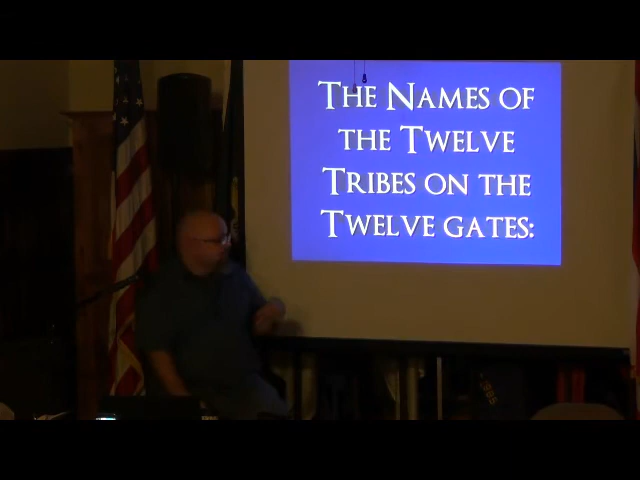 The Names of
the Twelve
Tribes on the
Twelve gates: